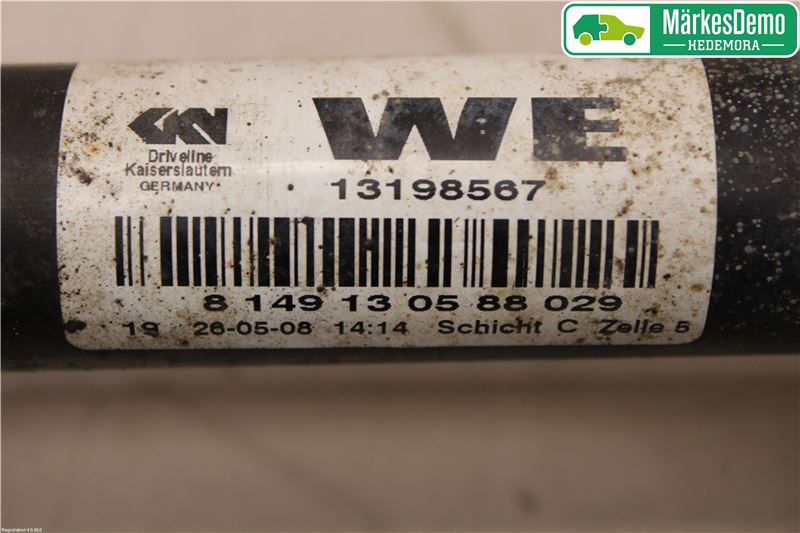 MärkesDemo
HEDEMORA
GKN
WE
Driveline
Kaiserslautern
GERMANY
13198567
8 149 13 05 88 029
19 26-05-08 14:14 Schicht C Zelle 5